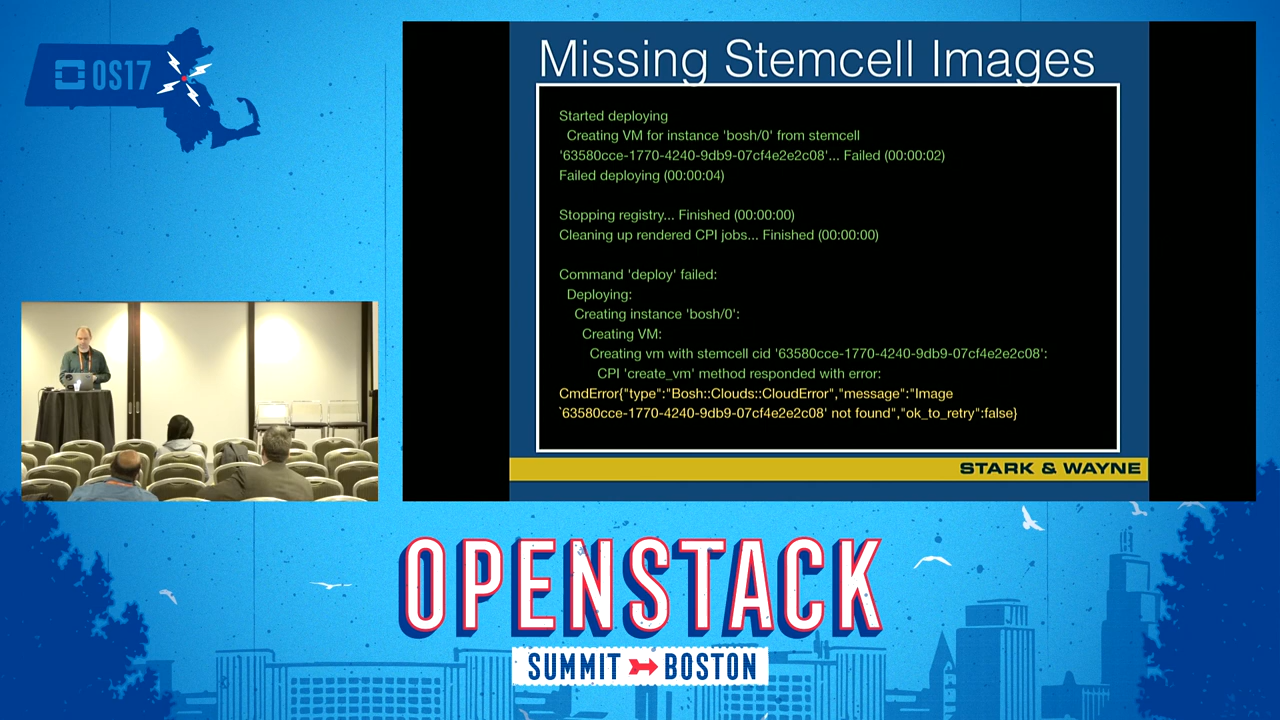 OS17
Missing Stemcell Images
Started deploying
Creating VM for instance 'bosh/0' from stemcell
'63580cce-1770-4240-9db9-07cf4e2e2c08'... Failed (00:00:02)
Failed deploying (00:00:04)
Stopping registry... Finished (00:00:00)
Cleaning up rendered CPI jobs... Finished (00:00:00)
Command 'deploy' failed:
Deploying:
Creating instance 'bosh/0':
Creating VM:
Creating vm with stemcell cid '63580cce-1770-4240-9db9-07cf4e2e2c08':
CPI 'create_vm' method responded with error:
CmdError{"type":"Bosh::Clouds::CloudError","message":"Image
`63580cce-1770-4240-9db9-07cf4e2e2c08' not found","ok_to_retry":false}
STARK & WAYNE
OPENSTACK
SUMMIT BOSTON